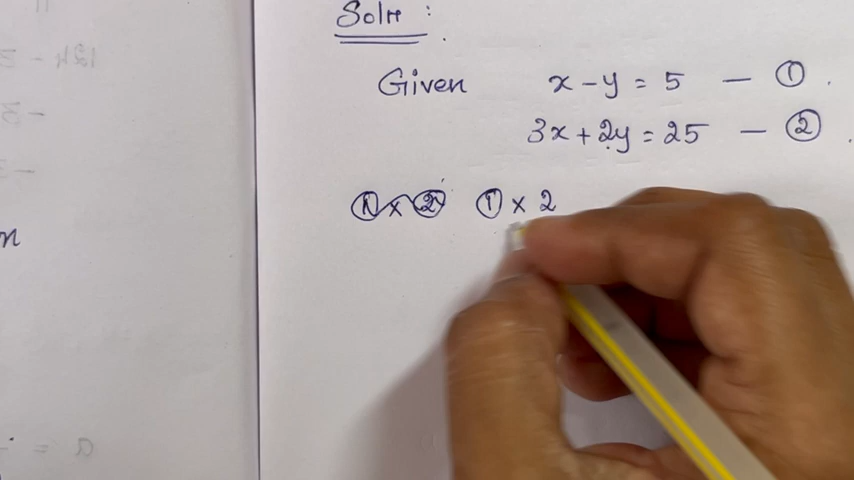 Soln :
Given x - y = 5 — ①
3x + 2y = 25 — ②
① x ② ① x 2
n